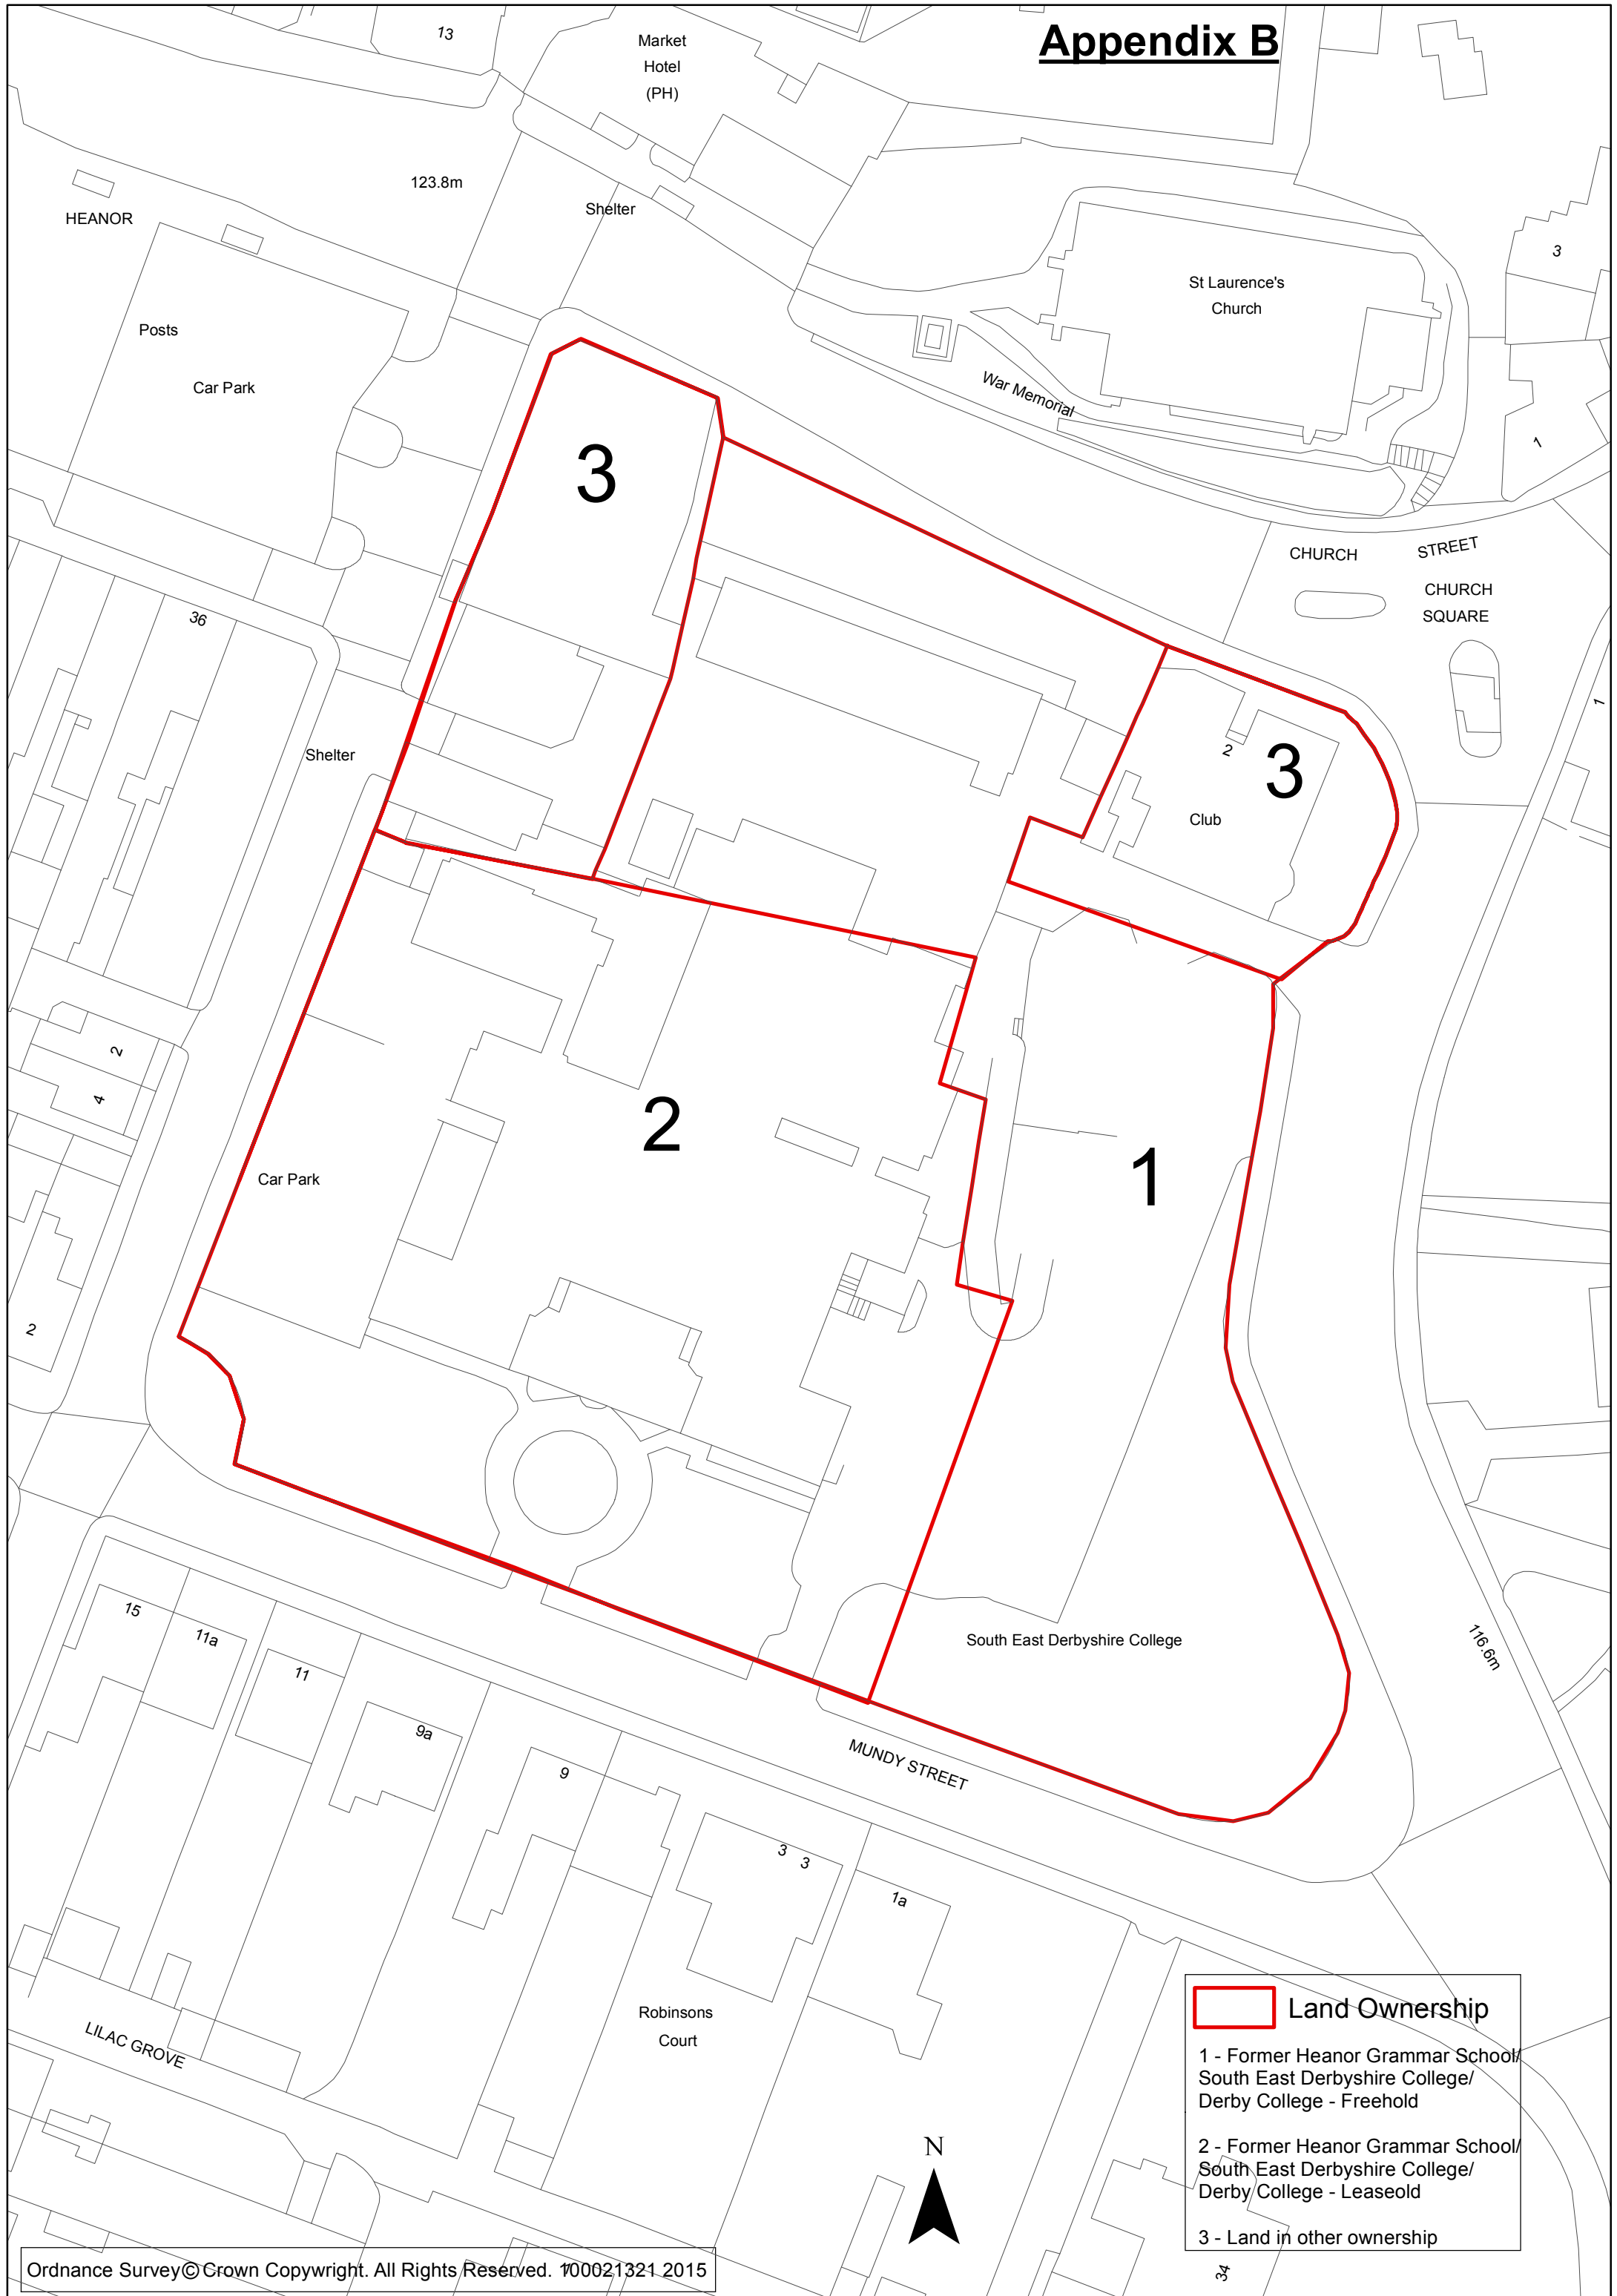 Appendix B
13
Market
Hotel
(PH)
123.8m
HEANOR
Shelter
St Laurence's
Church
3
Posts
Car Park
War Memorial
1
3
CHURCH STREET
CHURCH
SQUARE
36
1
Shelter
2
3
Club
2
4
2
1
Car Park
2
15
11a
11
9a
9
South East Derbyshire College
116.6m
MUNDY STREET
3 3
1a
Robinsons
Court
LILAC GROVE
N
Land Ownership
1 - Former Heanor Grammar School/
South East Derbyshire College/
Derby College - Freehold
2 - Former Heanor Grammar School/
South East Derbyshire College/
Derby College - Leaseold
3 - Land in other ownership
34
Ordnance Survey © Crown Copyright. All Rights Reserved. 100021321 2015